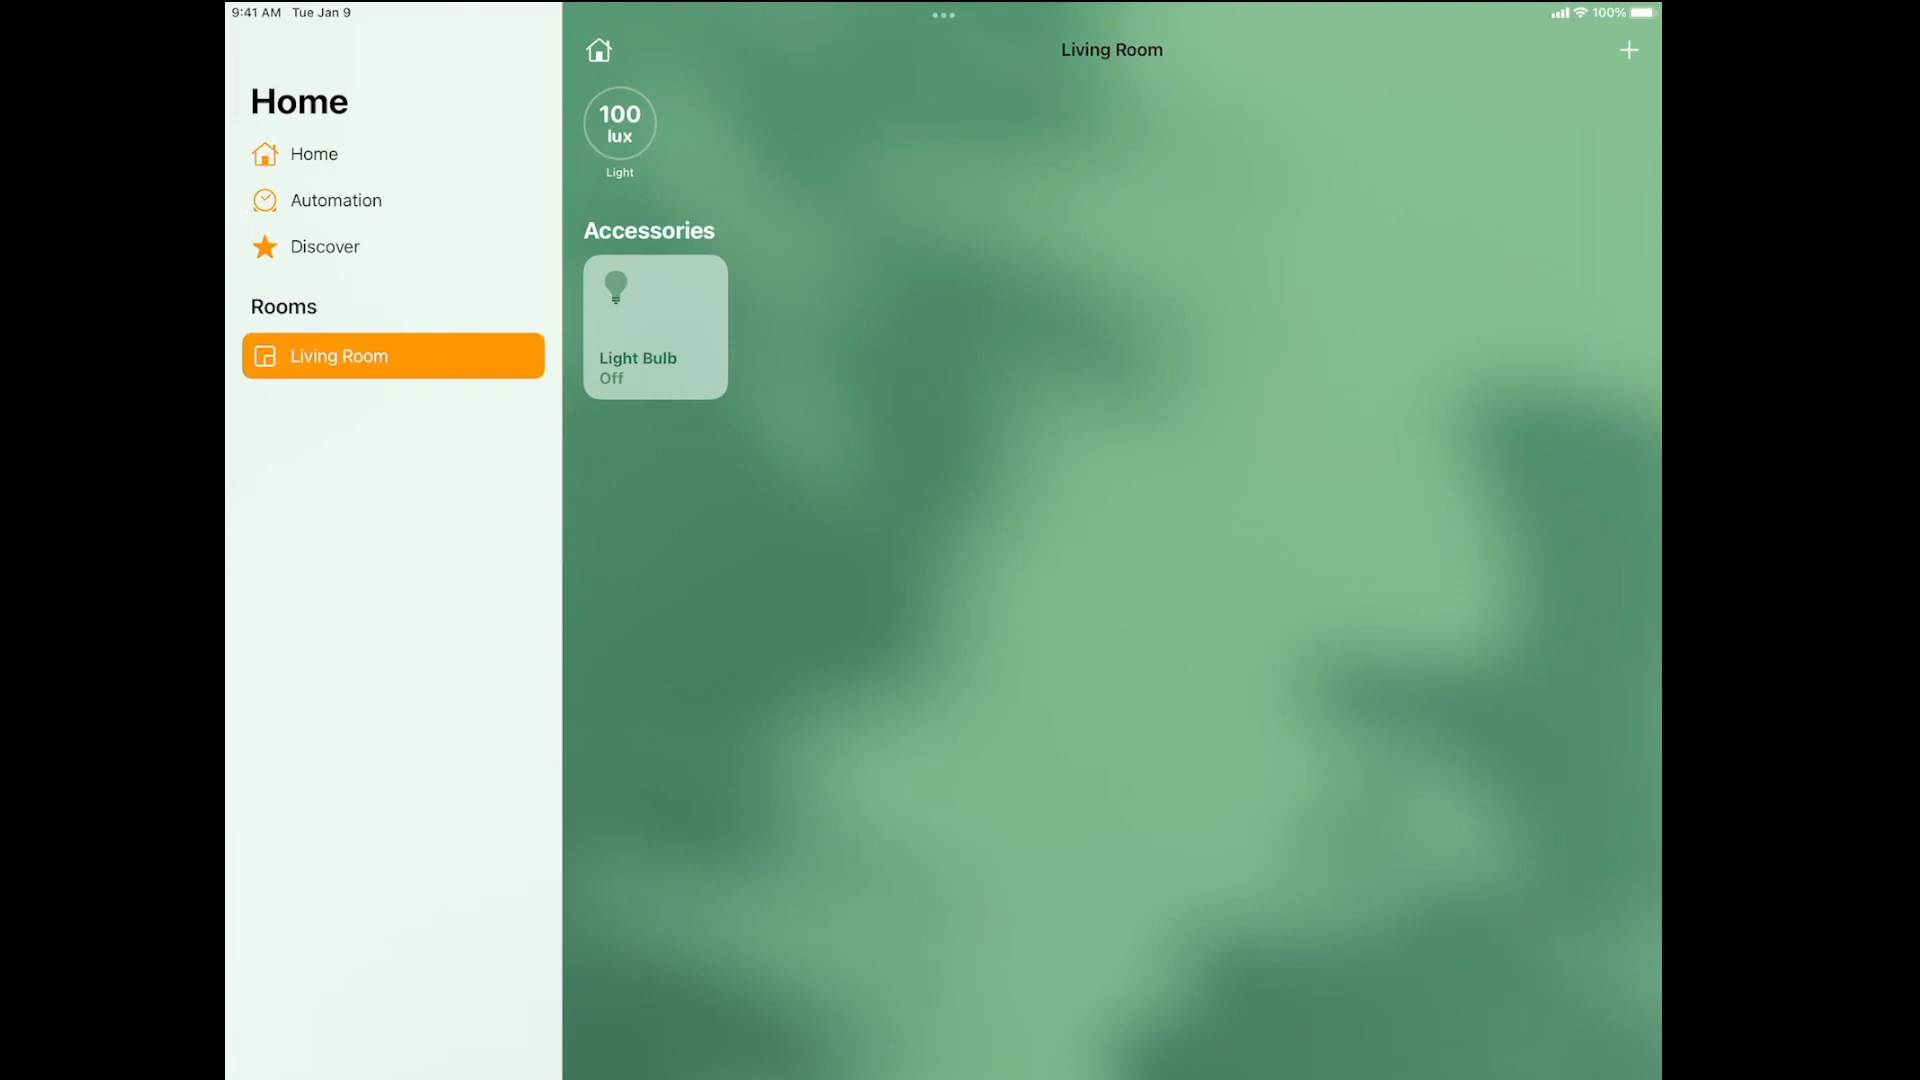 9:41 AM Tue Jan 9
100%
Home
Home
Automation
Discover
Rooms
Living Room
Living Room
100
lux
Light
Accessories
Light Bulb
Off